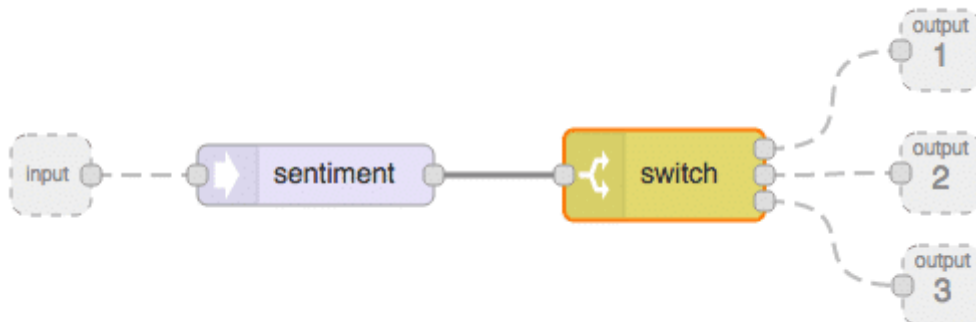 input
sentiment
switch
output
1
output
2
output
3